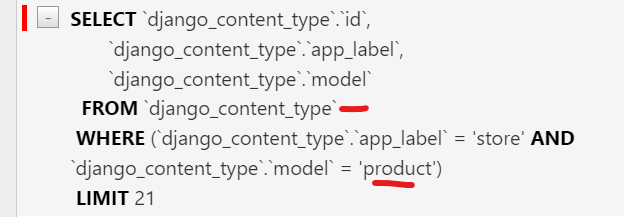 SELECT `django_content_type`.`id`,
`django_content_type`.`app_label`,
`django_content_type`.`model`
FROM `django_content_type`
WHERE (`django_content_type`.`app_label` = 'store' AND
`django_content_type`.`model` = 'product')
LIMIT 21